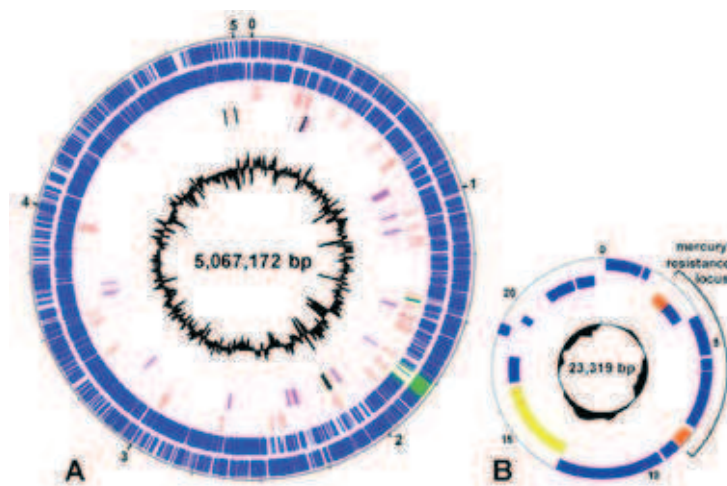 5 0
1
4
5,067,172 bp
3
2
A
mercury
resistance
locus
0
20
5
23,319 bp
15
10
B